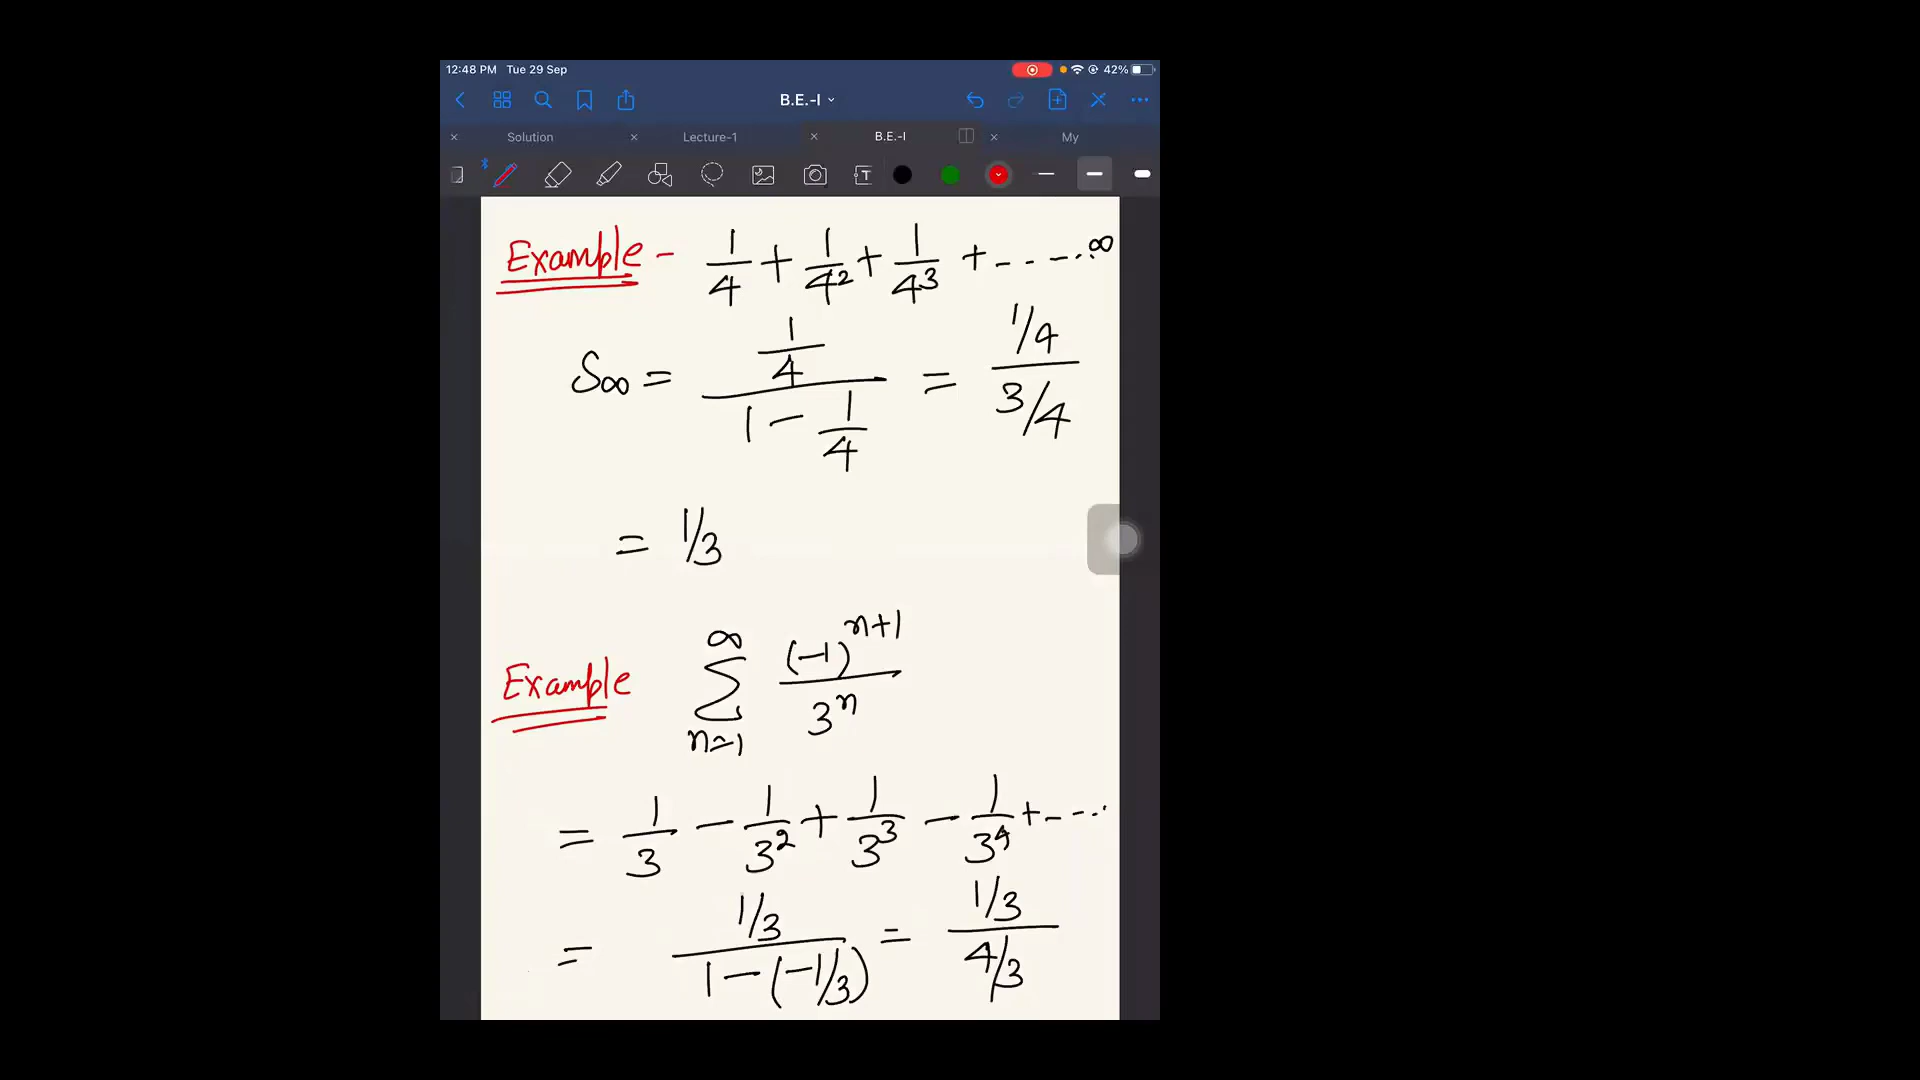 12:48 PM Tue 29 Sep 42%
B.E.-I
Solution Lecture-1 B.E.-I My
T
Example - 1/4 + 1/4² + 1/4³ + ------∞
S∞ = (1/4)/(1 - 1/4) = (1/4)/(3/4)
= 1/3
Example ∑_{n=1}^{∞} (-1)^{n+1}/3^n
= 1/3 - 1/3² + 1/3³ - 1/3⁴ + ----
= (1/3)/(1-(-1/3)) = (1/3)/(4/3)